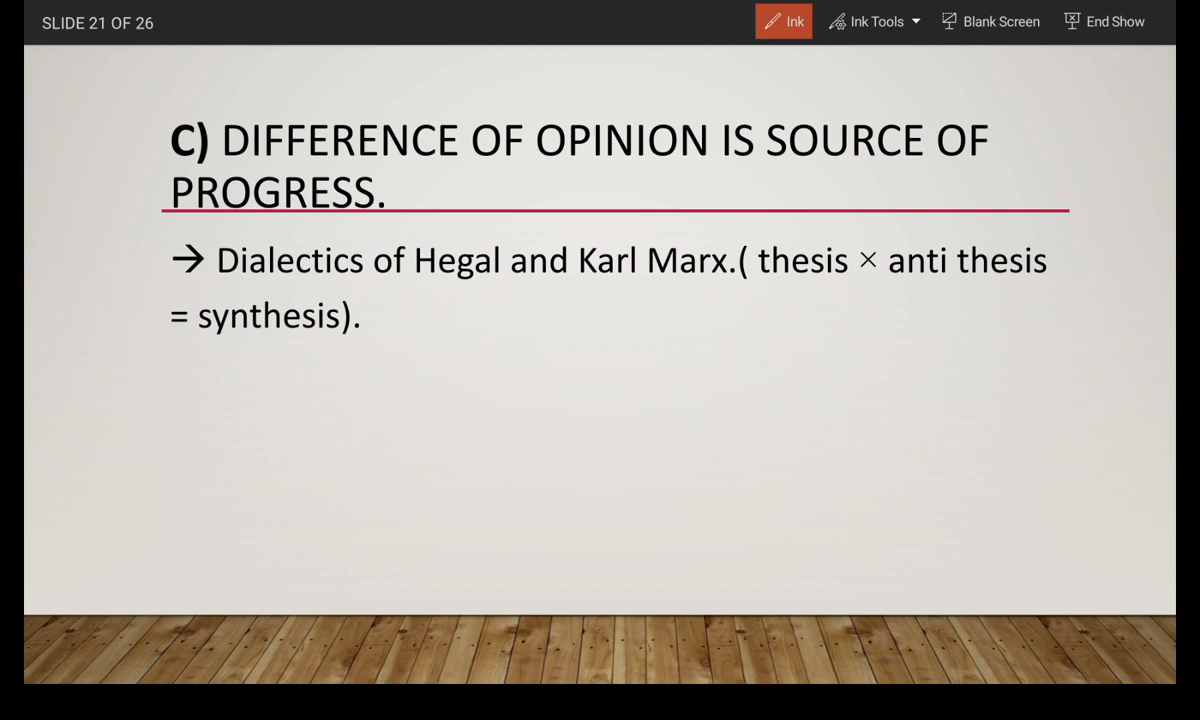 SLIDE 21 OF 26
Ink
Ink Tools
Blank Screen
End Show
C) DIFFERENCE OF OPINION IS SOURCE OF
PROGRESS.
→ Dialectics of Hegal and Karl Marx.( thesis × anti thesis
= synthesis).